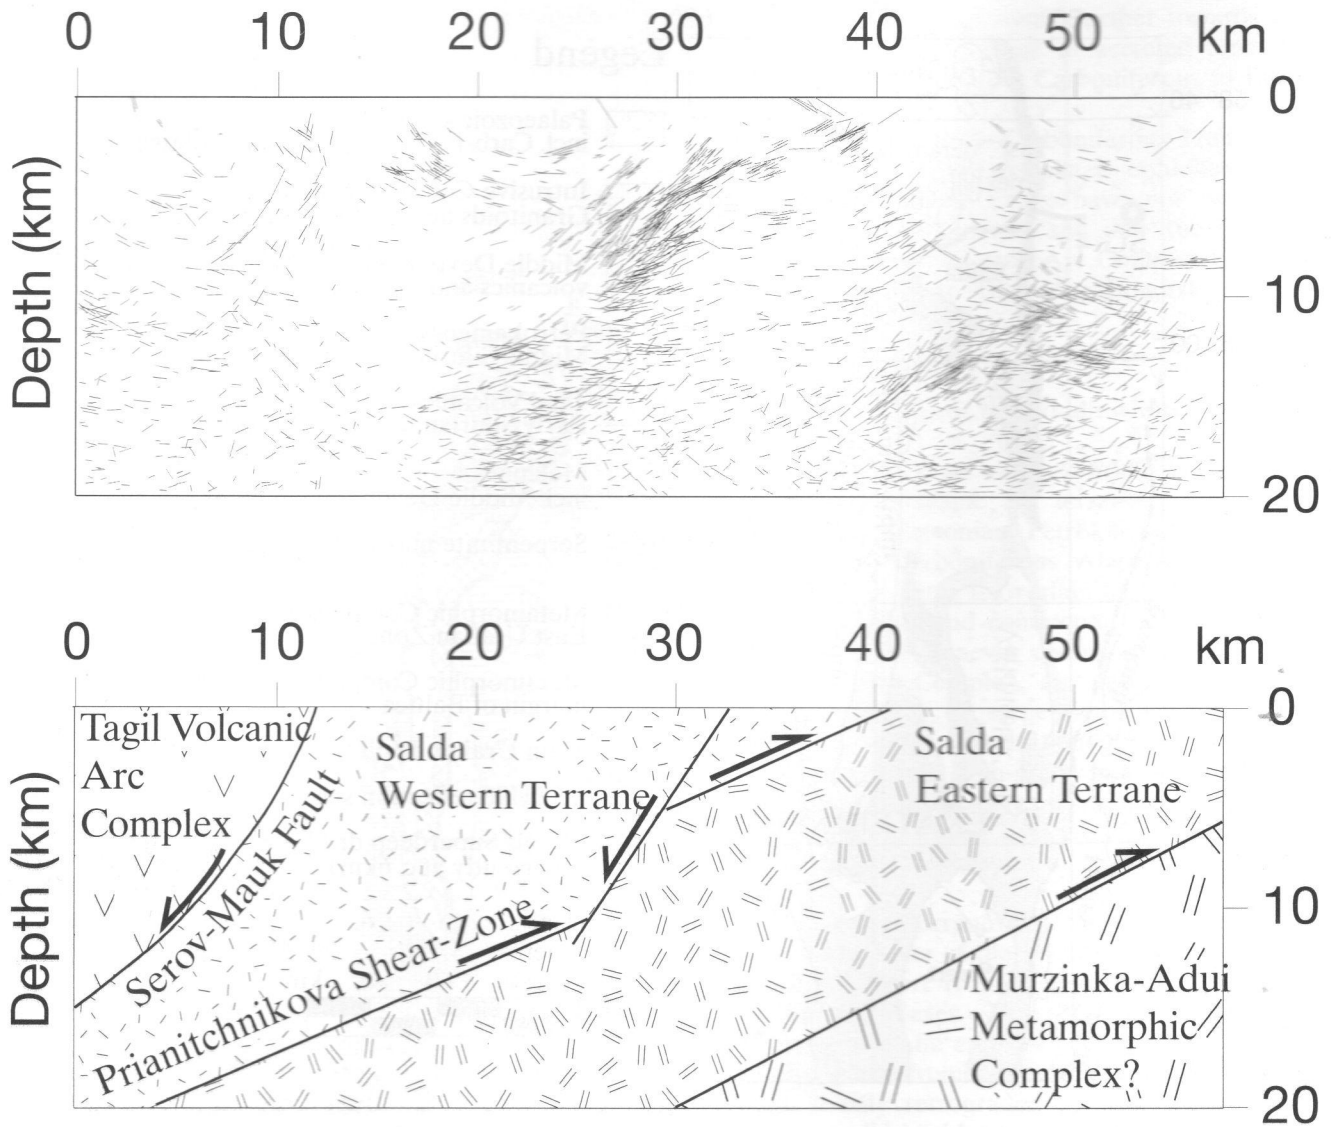 0 10 20 30 40 50 km
0
Depth (km)
10
20
0 10 20 30 40 50 km
0
Tagil Volcanic
Arc
Complex
Salda
Western Terrane
Salda
Eastern Terrane
Serov-Mauk Fault
Depth (km)
10
Prianitchnikova Shear-Zone
Murzinka-Adui
Metamorphic
Complex?
20